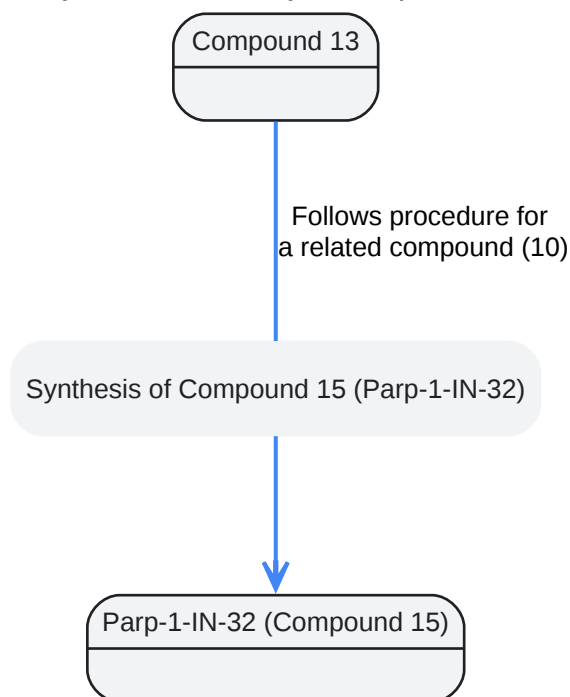 Compound 13
Follows procedure for
a related compound (10)
Synthesis of Compound 15 (Parp-1-IN-32)
Parp-1-IN-32 (Compound 15)